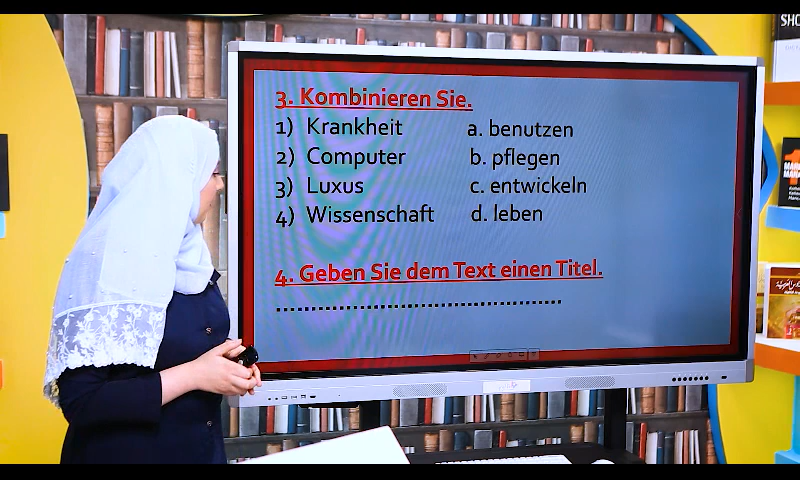 3. Kombinieren Sie.
1) Krankheit a. benutzen
2) Computer b. pflegen
3) Luxus c. entwickeln
4) Wissenschaft d. leben
4. Geben Sie dem Text einen Titel.
................................................